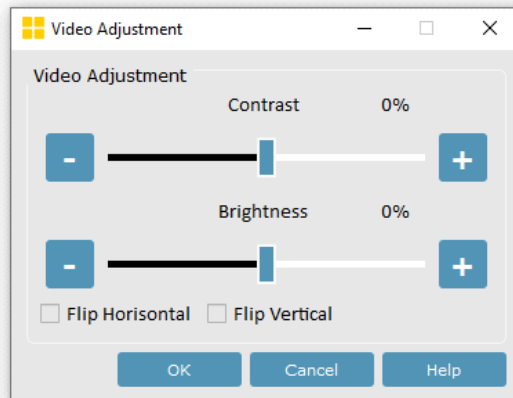 Video Adjustment
Video Adjustment
Contrast 0%
- +
Brightness 0%
- +
Flip Horisontal Flip Vertical
OK Cancel Help